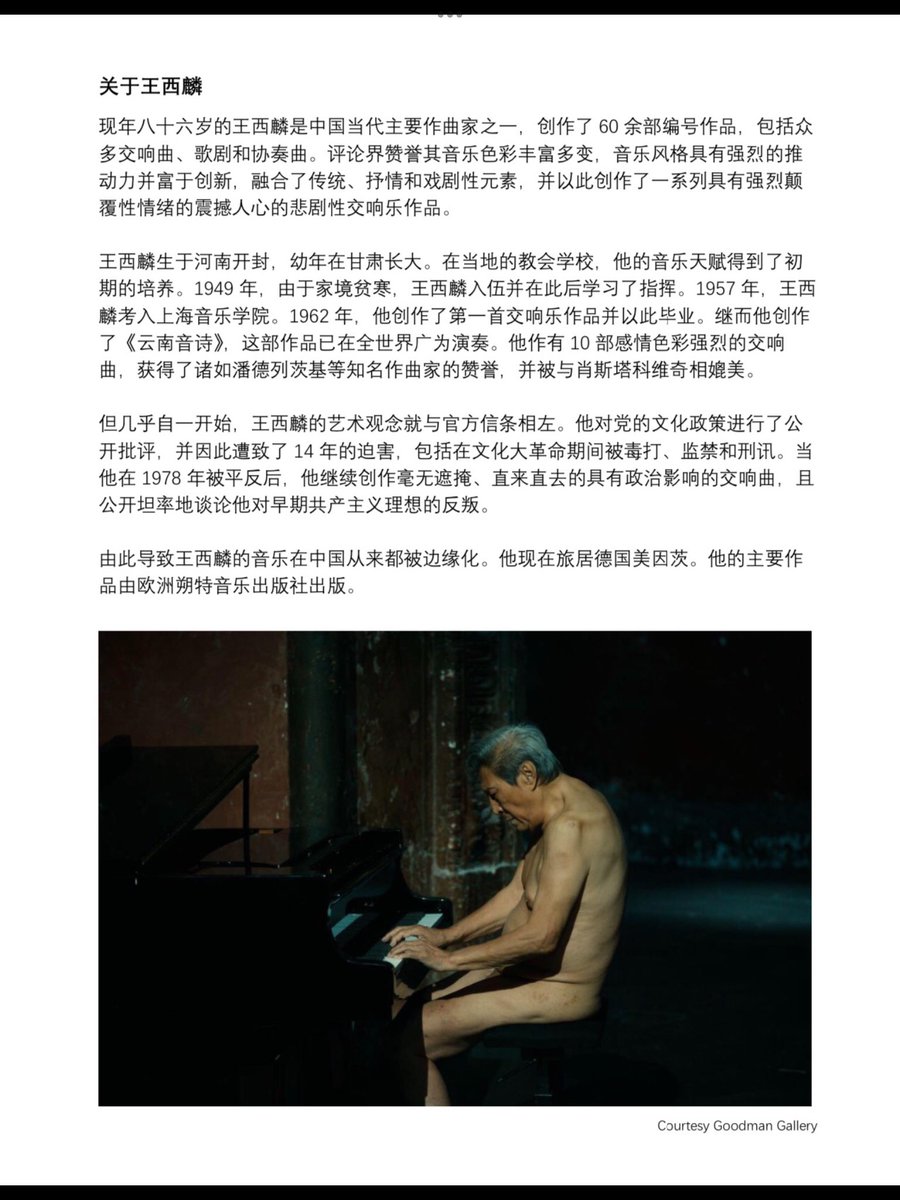 关于王西麟
现年八十六岁的王西麟是中国当代主要作曲家之一，创作了 60 余部编号作品，包括众
多交响曲、歌剧和协奏曲。评论界赞誉其音乐色彩丰富多变，音乐风格具有强烈的推
动力并富于创新，融合了传统、抒情和戏剧性元素，并以此创作了一系列具有强烈颠
覆性情绪的震撼人心的悲剧性交响乐作品。
王西麟生于河南开封，幼年在甘肃长大。在当地的教会学校，他的音乐天赋得到了初
期的培养。1949 年，由于家境贫寒，王西麟入伍并在此后学习了指挥。1957 年，王西
麟考入上海音乐学院。1962 年，他创作了第一首交响乐作品并以此毕业。继而他创作
了《云南音诗》，这部作品已在全世界广为演奏。他作有 10 部感情色彩强烈的交响
曲，获得了诸如潘德列茨基等知名作曲家的赞誉，并被与肖斯塔科维奇相媲美。
但几乎自一开始，王西麟的艺术观念就与官方信条相左。他对党的文化政策进行了公
开批评，并因此遭致了 14 年的迫害，包括在文化大革命期间被毒打、监禁和刑讯。当
他在 1978 年被平反后，他继续创作毫无遮掩、直来直去的具有政治影响的交响曲，且
公开坦率地谈论他对早期共产主义理想的反叛。
由此导致王西麟的音乐在中国从来都被边缘化。他现在旅居德国美因茨。他的主要作
品由欧洲朔特音乐出版社出版。
Courtesy Goodman Gallery